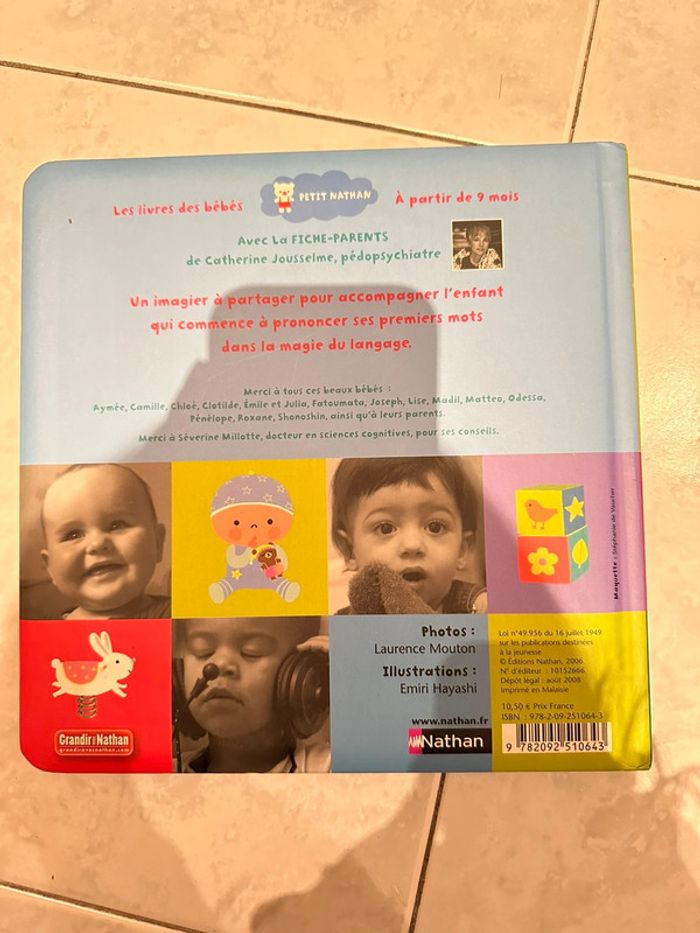 Les livres des bébés
PETIT NATHAN
À partir de 9 mois
Avec La FICHE-PARENTS
de Catherine Jousselme, pédopsychiatre
Un imagier à partager pour accompagner l'enfant
qui commence à prononcer ses premiers mots
dans la magie du langage.
Merci à tous ces beaux bébés :
Aymée, Camille, Chloé, Clotilde, Émile et Julia, Fatoumata, Joseph, Lise, Madil, Matteo, Odessa,
Pénélope, Roxane, Shonoshin, ainsi qu'à leurs parents.
Merci à Séverine Millotte, docteur en sciences cognitives, pour ses conseils.
Maquette : Stéphanie de Vasselier
Photos :
Laurence Mouton
Illustrations :
Emiri Hayashi
www.nathan.fr
Nathan
Grandir avec Nathan
grandiravecnathan.com
Loi n°49.956 du 16 juillet 1949
sur les publications destinées
à la jeunesse
© Éditions Nathan, 2006
N° d'éditeur : 10152666
Dépôt légal : août 2008
Imprimé en Malaisie
10,50 € Prix France
ISBN : 978-2-09-251064-3
9 782092 510643